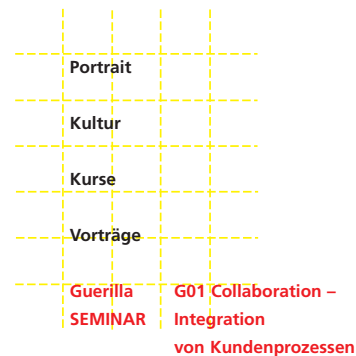 Portrait
Kultur
Kurse
Vorträge
Guerilla G01 Collaboration –
SEMINAR Integration
von Kundenprozessen